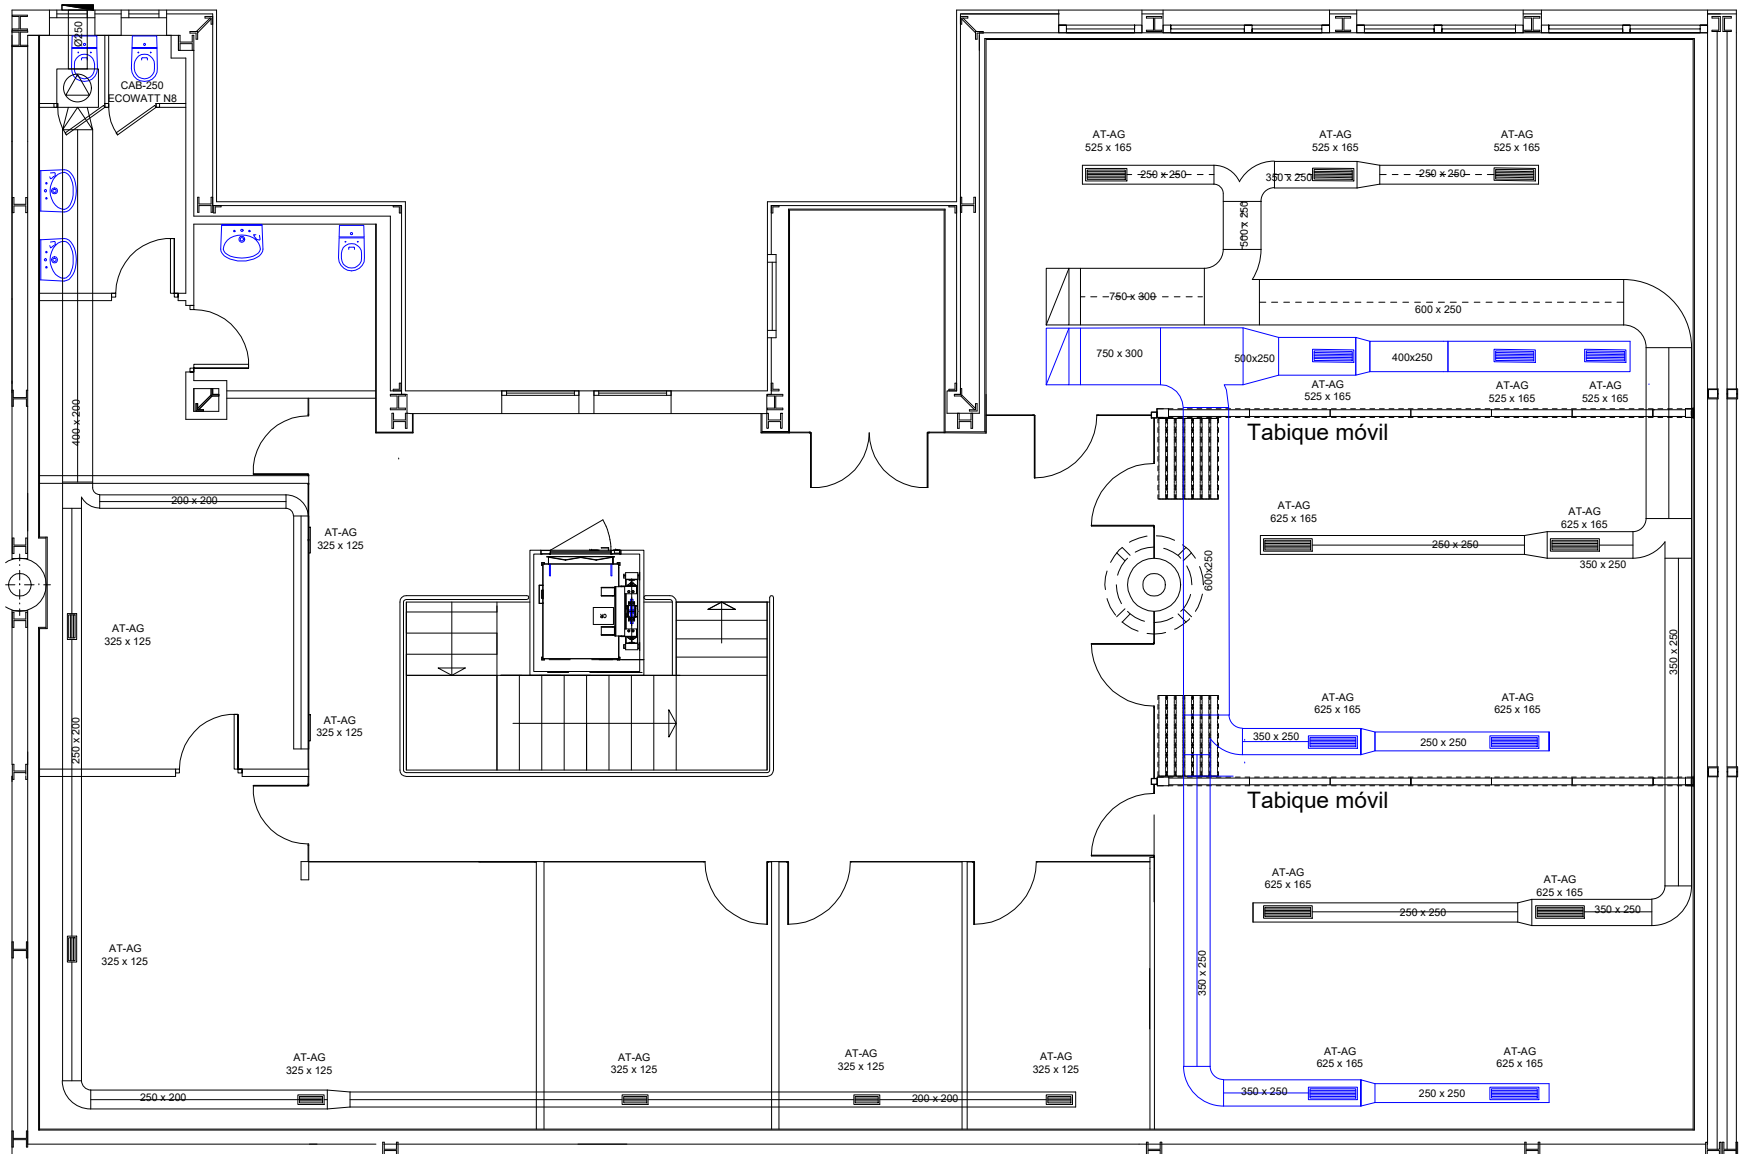 Ø250
CAB-250
ECOWATT N8
AT-AG
525 x 165
AT-AG
525 x 165
AT-AG
525 x 165
250 x 250
350 x 250
250 x 250
500 x 250
750 x 300
600 x 250
750 x 300
500x250
400x250
AT-AG
525 x 165
AT-AG
525 x 165
AT-AG
525 x 165
400 x 200
Tabique móvil
200 x 200
AT-AG
325 x 125
AT-AG
625 x 165
AT-AG
625 x 165
250 x 250
350 x 250
600x250
AT-AG
325 x 125
350 x 250
AT-AG
325 x 125
250 x 200
AT-AG
625 x 165
AT-AG
625 x 165
350 x 250
250 x 250
Tabique móvil
AT-AG
625 x 165
AT-AG
625 x 165
250 x 250
350 x 250
AT-AG
325 x 125
350 x 250
AT-AG
325 x 125
AT-AG
325 x 125
AT-AG
325 x 125
AT-AG
325 x 125
AT-AG
625 x 165
AT-AG
625 x 165
250 x 200
200 x 200
350 x 250
250 x 250